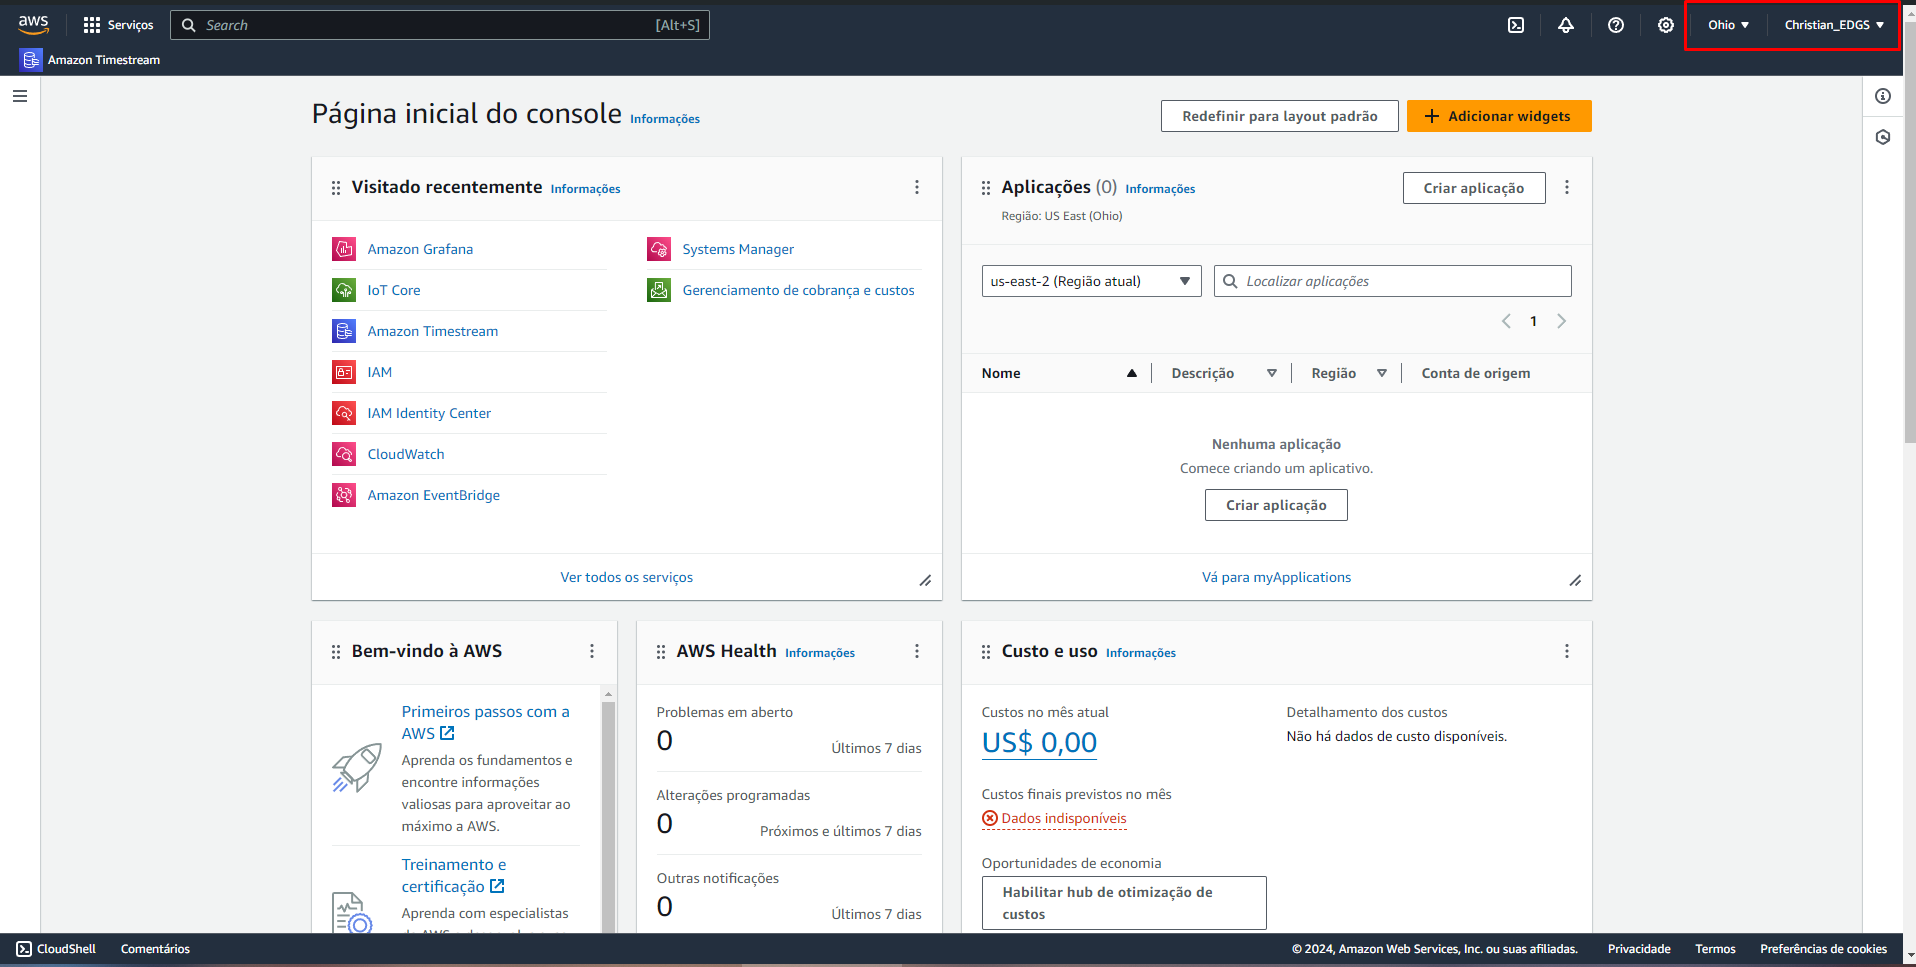 aws
Serviços
Search
[Alt+S]
Ohio
Christian_EDGS
Amazon Timestream
Página inicial do console Informações
Redefinir para layout padrão
Adicionar widgets
Visitado recentemente Informações
Amazon Grafana
IoT Core
Amazon Timestream
IAM
IAM Identity Center
CloudWatch
Amazon EventBridge
Systems Manager
Gerenciamento de cobrança e custos
Ver todos os serviços
Aplicações (0) Informações
Região: US East (Ohio)
Criar aplicação
us-east-2 (Região atual)
Localizar aplicações
1
Nome
Descrição
Região
Conta de origem
Nenhuma aplicação
Comece criando um aplicativo.
Criar aplicação
Vá para myApplications
Bem-vindo à AWS
Primeiros passos com a
AWS
Aprenda os fundamentos e
encontre informações
valiosas para aproveitar ao
máximo a AWS.
Treinamento e
certificação
Aprenda com especialistas
AWS Health Informações
Problemas em aberto
0
Últimos 7 dias
Alterações programadas
0
Próximos e últimos 7 dias
Outras notificações
0
Últimos 7 dias
Custo e uso Informações
Custos no mês atual
US$ 0,00
Custos finais previstos no mês
Dados indisponíveis
Oportunidades de economia
Habilitar hub de otimização de
custos
Detalhamento dos custos
Não há dados de custo disponíveis.
CloudShell
Comentários
© 2024, Amazon Web Services, Inc. ou suas afiliadas.
Privacidade
Termos
Preferências de cookies